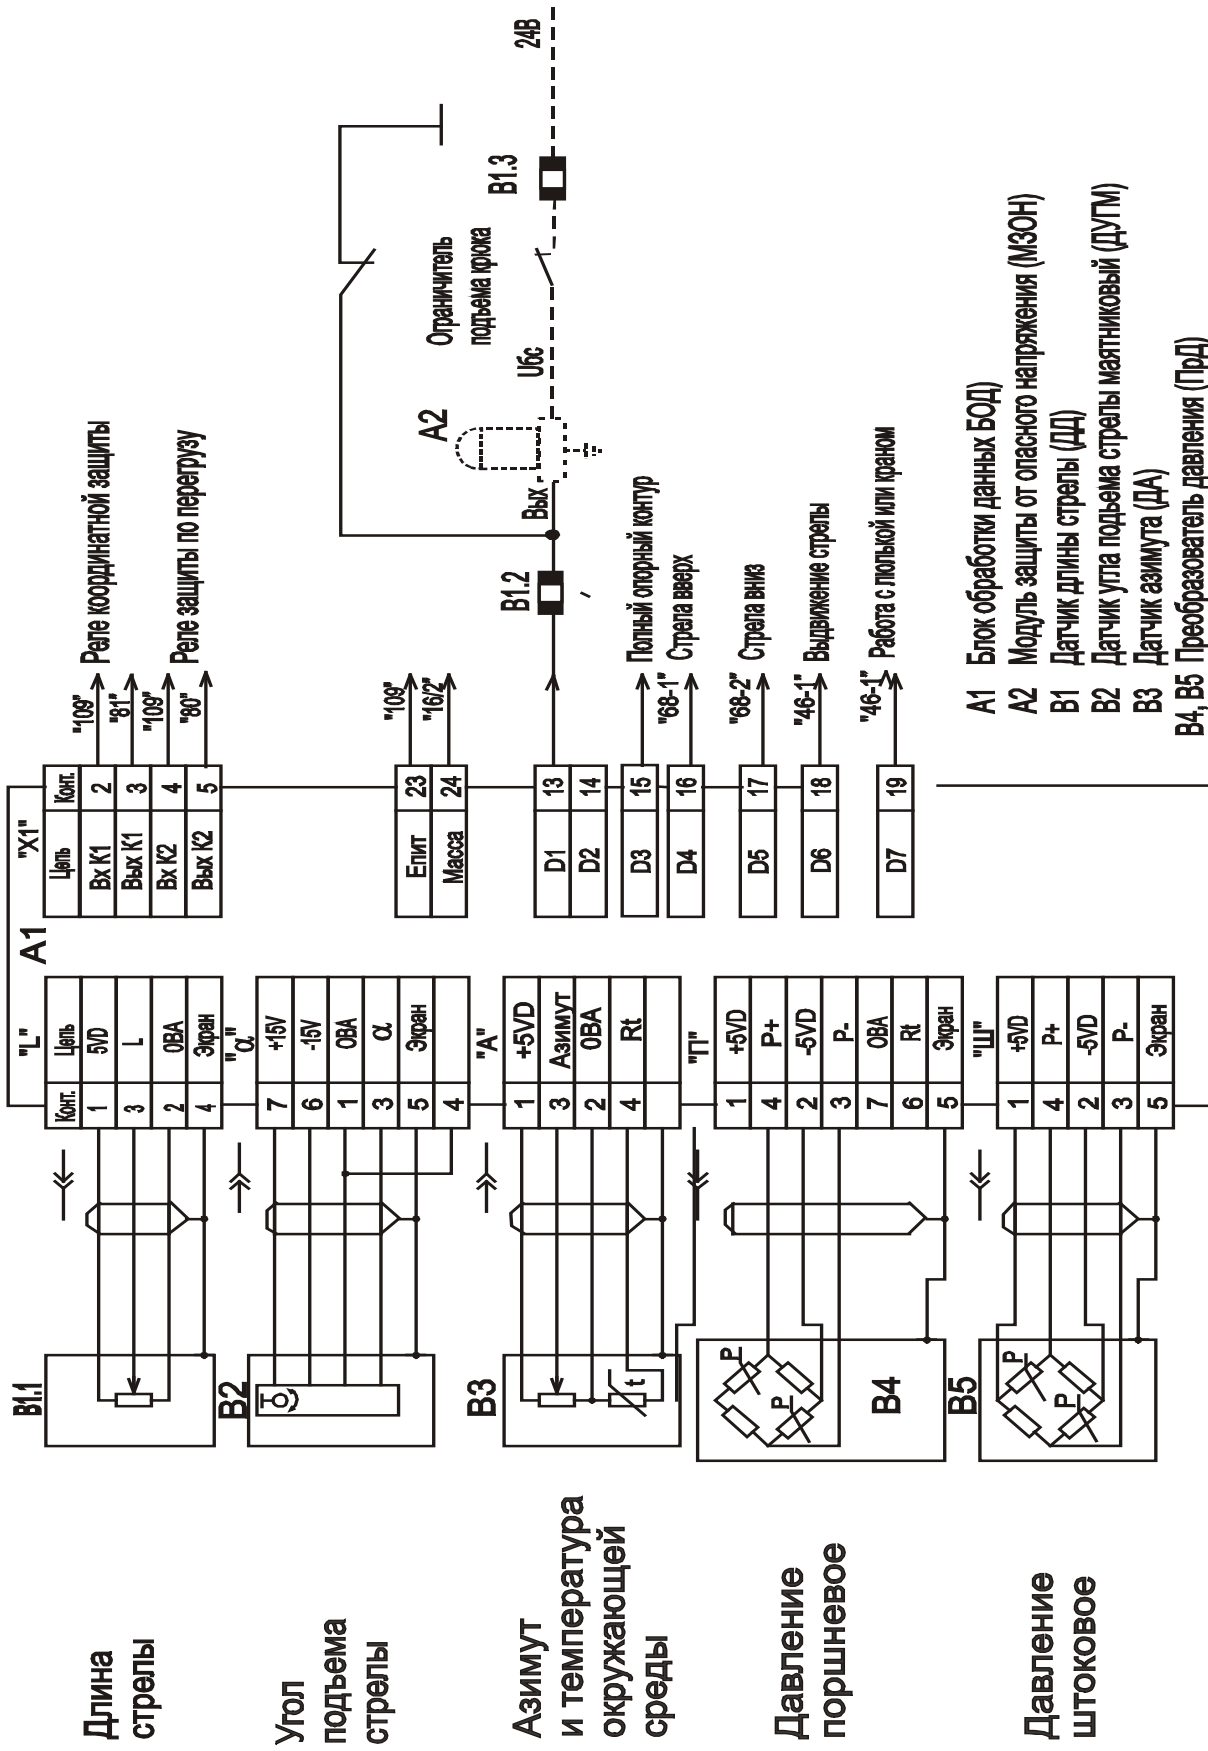 Длина
стрелы
Угол
подъема
стрелы
Азимут
и температура
окружающей
среды
Давление
поршневое
Давление
штоковое
B1.1
B2
B3
t
B4
P
P
B5
P
P
A1
"L"
Конт. Цепь
1 5VD
3 L
2 0BA
4 Экран
"α"
7 +15V
6 -15V
1 OBA
3 α
5 Экран
4
"А"
1 +5VD
3 Азимут
2 0BA
4 Rt
"П"
1 +5VD
4 P+
2 -5VD
3 P-
7 OBA
6 Rt
5 Экран
"Ш"
1 +5VD
4 P+
2 -5VD
3 P-
5 Экран
"X1"
Цепь Конт.
Вх К1 2 "109"
Вых К1 3 "81"
Вх К2 4 "109"
Вых К2 5 "80"
Реле координатной защиты
Реле защиты по перегрузу
Епит 23 "109"
Масса 24 "16/2"
D1 13
D2 14
D3 15 Полный опорный контур
D4 16 "68-1" Стрела вверх
D5 17 "68-2" Стрела вниз
D6 18 "46-1" Выдвижение стрелы
D7 19 "46-1" Работа с люлькой или краном
B1.2
Вых
A2
Uбс
Ограничитель
подъема крюка
B1.3
24В
A1 Блок обработки данных БОД)
A2 Модуль защиты от опасного напряжения (МЗОН)
B1 Датчик длины стрелы (ДД)
B2 Датчик угла подьема стрелы маятниковый (ДУГМ)
B3 Датчик азимута (ДА)
B4, B5 Преобразователь давления (ПрД)